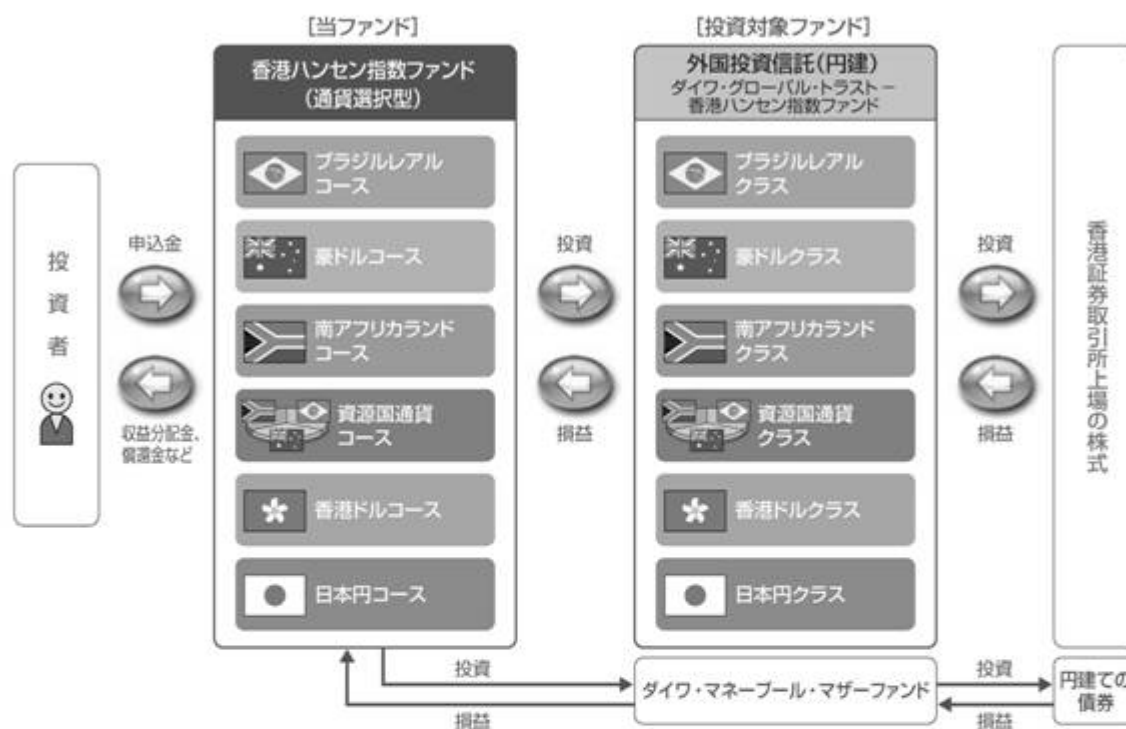 [当ファンド]
香港ハンセン指数ファンド
(通貨選択型)
ブラジルレアル
コース
豪ドルコース
南アフリカランド
コース
資源国通貨
コース
香港ドルコース
日本円コース
[投資対象ファンド]
外国投資信託(円建)
ダイワ・グローバル・トラスト－
香港ハンセン指数ファンド
ブラジルレアル
クラス
豪ドルクラス
南アフリカランド
クラス
資源国通貨
クラス
香港ドルクラス
日本円クラス
投資者
申込金
収益分配金、
償還金など
投資
損益
投資
損益
香港証券取引所上場の株式
投資
損益
ダイワ・マネープール・マザーファンド
投資
損益
円建ての
債券